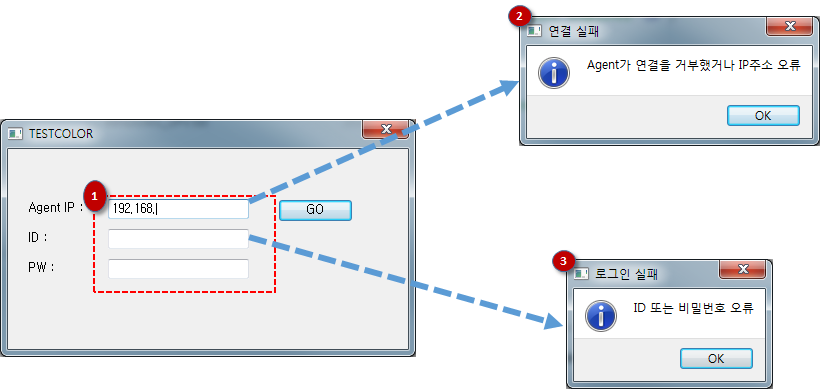 2
연결 실패
Agent가 연결을 거부했거나 IP주소 오류
OK
TESTCOLOR
1
Agent IP :
192,168,
GO
ID :
PW :
3
로그인 실패
ID 또는 비밀번호 오류
OK